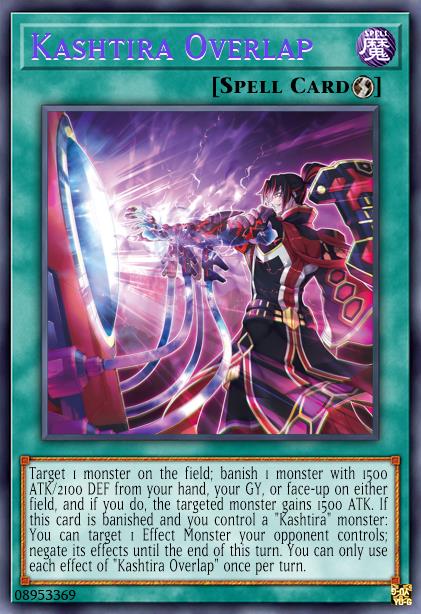 Kashtira Overlap
SPELL
魔
[Spell Card]
Target 1 monster on the field; banish 1 monster with 1500
ATK/2100 DEF from your hand, your GY, or face-up on either
field, and if you do, the targeted monster gains 1500 ATK. If
this card is banished and you control a "Kashtira" monster:
You can target 1 Effect Monster your opponent controls;
negate its effects until the end of this turn. You can only use
each effect of "Kashtira Overlap" once per turn.
08953369